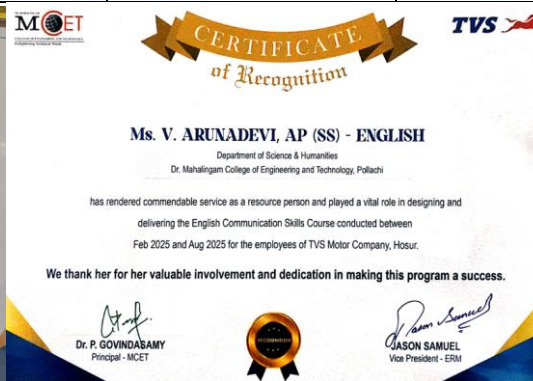 MCET
TVS
CERTIFICATE
of Recognition
Ms. V. ARUNADEVI, AP (SS) - ENGLISH
Department of Science & Humanities
Dr. Mahalingam College of Engineering and Technology, Pollachi
has rendered commendable service as a resource person and played a vital role in designing and
delivering the English Communication Skills Course conducted between
Feb 2025 and Aug 2025 for the employees of TVS Motor Company, Hosur.
We thank her for her valuable involvement and dedication in making this program a success.
RECOGNITION
Dr. P. GOVINDASAMY
Principal - MCET
Jason Samuel
JASON SAMUEL
Vice President - ERM